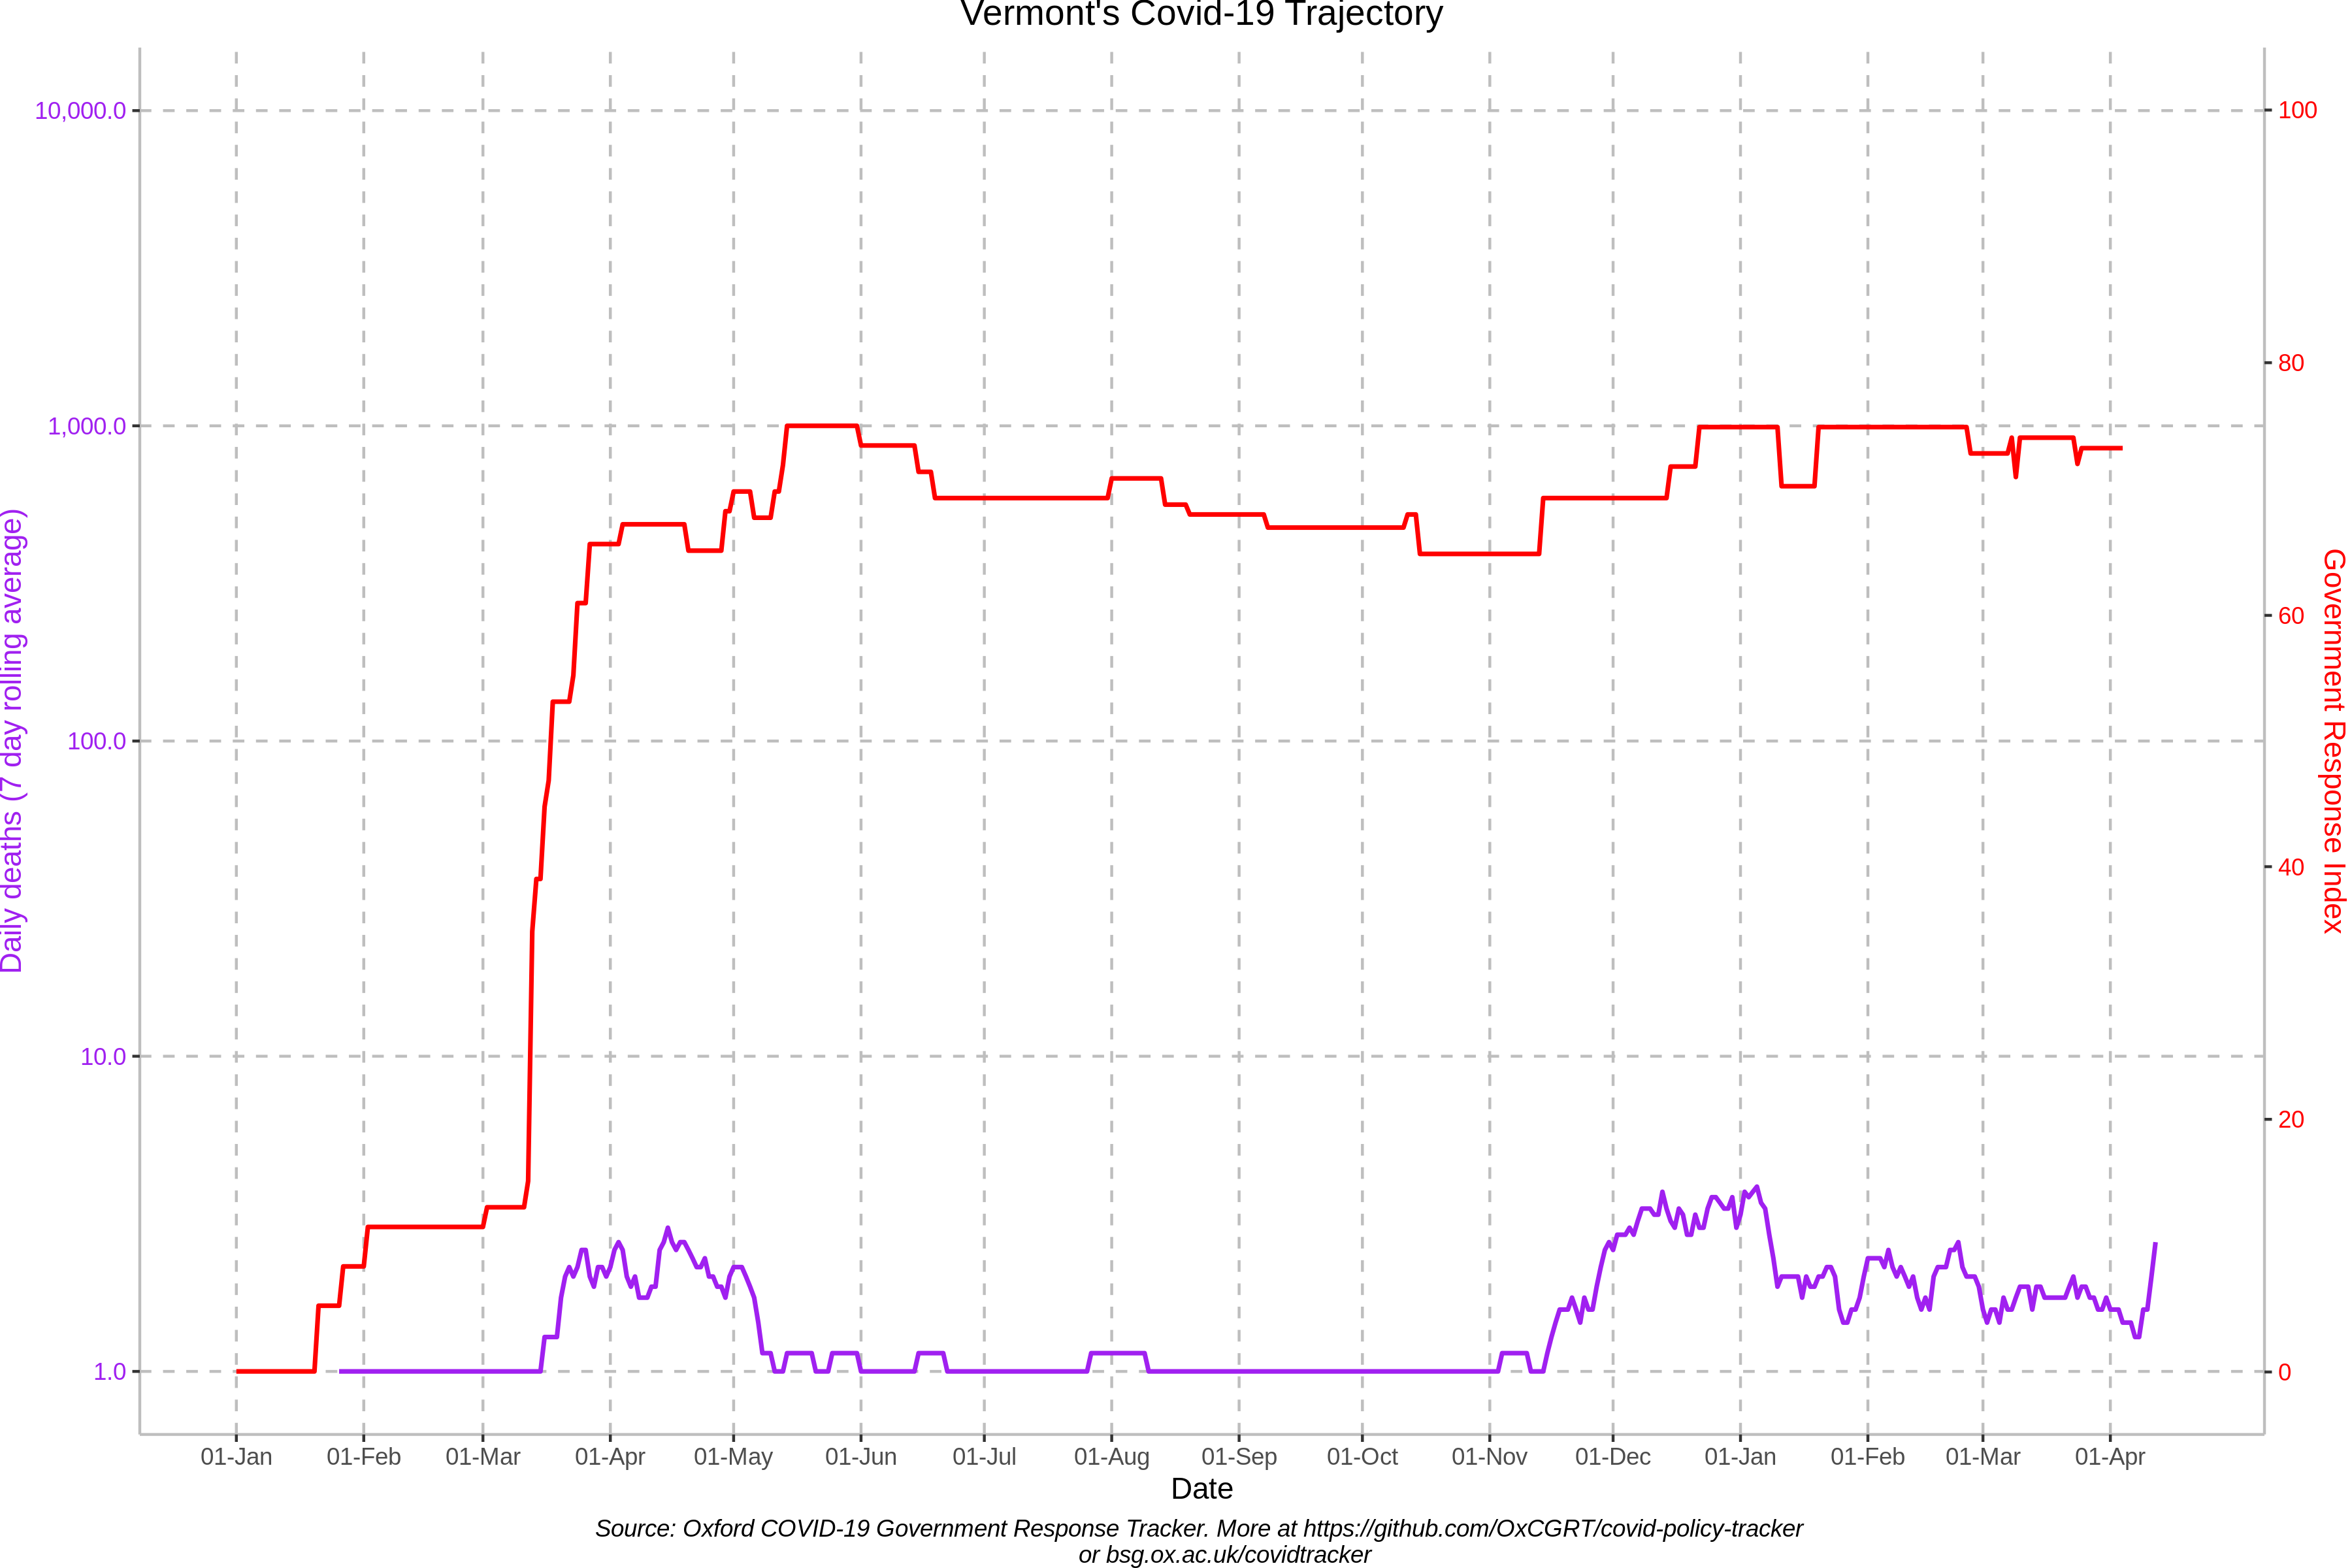 Vermont's Covid-19 Trajectory
10,000.0
1,000.0
100.0
10.0
1.0
Daily deaths (7 day rolling average)
100
80
60
40
20
0
Government Response Index
01-Jan 01-Feb 01-Mar 01-Apr 01-May 01-Jun 01-Jul 01-Aug 01-Sep 01-Oct 01-Nov 01-Dec 01-Jan 01-Feb 01-Mar 01-Apr
Date
Source: Oxford COVID-19 Government Response Tracker. More at https://github.com/OxCGRT/covid-policy-tracker
or bsg.ox.ac.uk/covidtracker